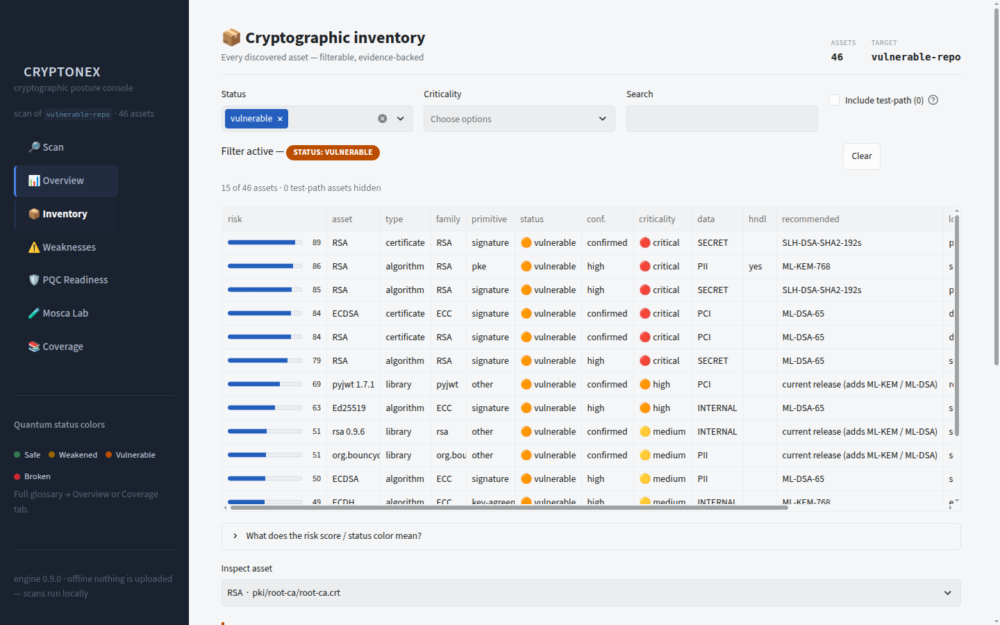 CRYPTONEX
cryptographic posture console
scan of vulnerable-repo · 46 assets
🔎 Scan
📊 Overview
📦 Inventory
⚠️ Weaknesses
🛡️ PQC Readiness
🧪 Mosca Lab
📚 Coverage
Quantum status colors
Safe Weakened Vulnerable
Broken
Full glossary → Overview or Coverage
tab.
engine 0.9.0 · offline nothing is uploaded
— scans run locally
📦 Cryptographic inventory
Every discovered asset — filterable, evidence-backed
ASSETS TARGET
46 vulnerable-repo
Status Criticality Search
Include test-path (0)
vulnerable × Choose options
Filter active — STATUS: VULNERABLE
Clear
15 of 46 assets · 0 test-path assets hidden
risk asset type family primitive status conf. criticality data hndl recommended
89 RSA certificate RSA signature 🟠 vulnerable confirmed 🔴 critical SECRET SLH-DSA-SHA2-192s
86 RSA algorithm RSA pke 🟠 vulnerable high 🔴 critical PII yes ML-KEM-768
85 RSA algorithm RSA signature 🟠 vulnerable high 🔴 critical SECRET SLH-DSA-SHA2-192s
84 ECDSA certificate ECC signature 🟠 vulnerable confirmed 🔴 critical PCI ML-DSA-65
84 RSA certificate RSA signature 🟠 vulnerable confirmed 🔴 critical PCI ML-DSA-65
79 RSA algorithm RSA signature 🟠 vulnerable high 🔴 critical SECRET ML-DSA-65
69 pyjwt 1.7.1 library pyjwt other 🟠 vulnerable confirmed 🟠 high PCI current release (adds ML-KEM / ML-DSA)
63 Ed25519 algorithm ECC signature 🟠 vulnerable high 🟠 high INTERNAL ML-DSA-65
51 rsa 0.9.6 library rsa other 🟠 vulnerable confirmed 🟡 medium INTERNAL current release (adds ML-KEM / ML-DSA)
51 org.bouncyc library org.bou other 🟠 vulnerable confirmed 🟡 medium PII current release (adds ML-KEM / ML-DSA)
50 ECDSA algorithm ECC signature 🟠 vulnerable high 🟡 medium PII ML-DSA-65
49 ECDH algorithm ECC key-agreen 🟠 vulnerable high 🟡 medium INTERNAL ML-KEM-768
What does the risk score / status color mean?
Inspect asset
RSA · pki/root-ca/root-ca.crt